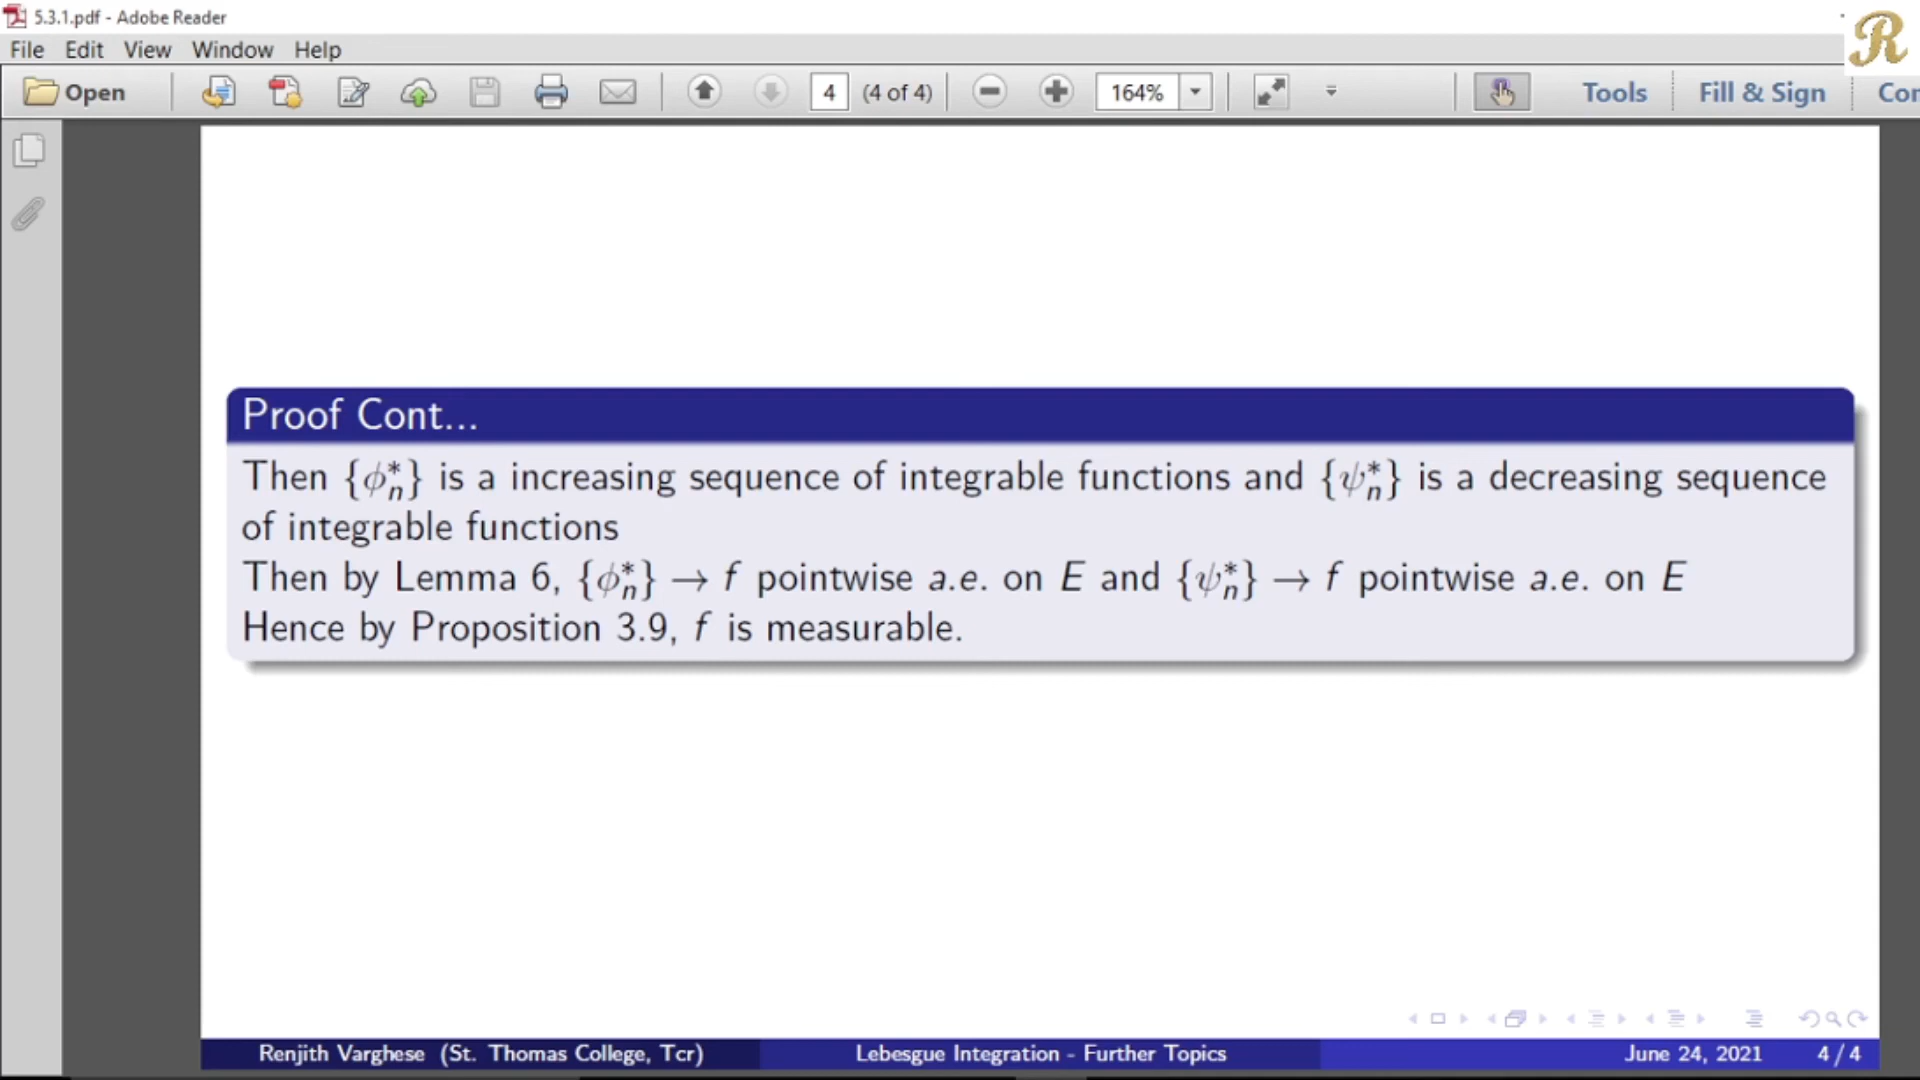 5.3.1.pdf - Adobe Reader
R
File Edit View Window Help
Open 4 (4 of 4) 164% Tools Fill & Sign Cor
Proof Cont...
Then {ϕ*ₙ} is a increasing sequence of integrable functions and {ψ*ₙ} is a decreasing sequence
of integrable functions
Then by Lemma 6, {ϕ*ₙ} → f pointwise a.e. on E and {ψ*ₙ} → f pointwise a.e. on E
Hence by Proposition 3.9, f is measurable.
Renjith Varghese (St. Thomas College, Tcr) Lebesgue Integration - Further Topics June 24, 2021 4 / 4